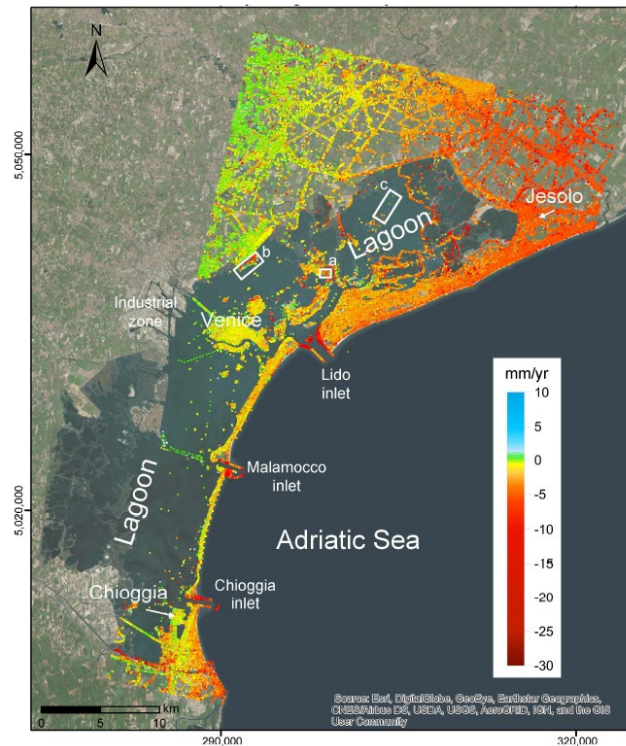 N
5,050,000
c
Jesolo
Lagoon
b
a
Industrial
zone
Venice
Lido
inlet
mm/yr
10
5
0
-5
-10
-15
-20
-25
-30
Malamocco
inlet
5,020,000
Lagoon
Adriatic Sea
Chioggia
Chioggia
inlet
km
0 5 10
Source: Esri, DigitalGlobe, GeoEye, Earthstar Geographics,
CNES/Airbus DS, USDA, USGS, AeroGRID, IGN, and the GIS
User Community
290,000
320,000